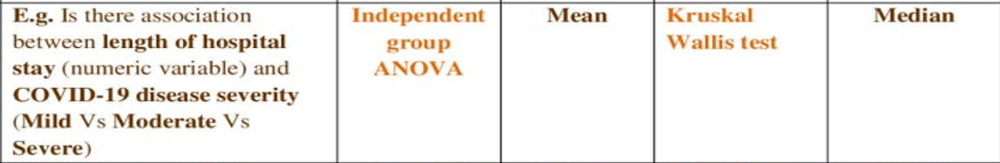 E.g. Is there association
between length of hospital
stay (numeric variable) and
COVID-19 disease severity
(Mild Vs Moderate Vs
Severe)
Independent
group
ANOVA
Mean
Kruskal
Wallis test
Median